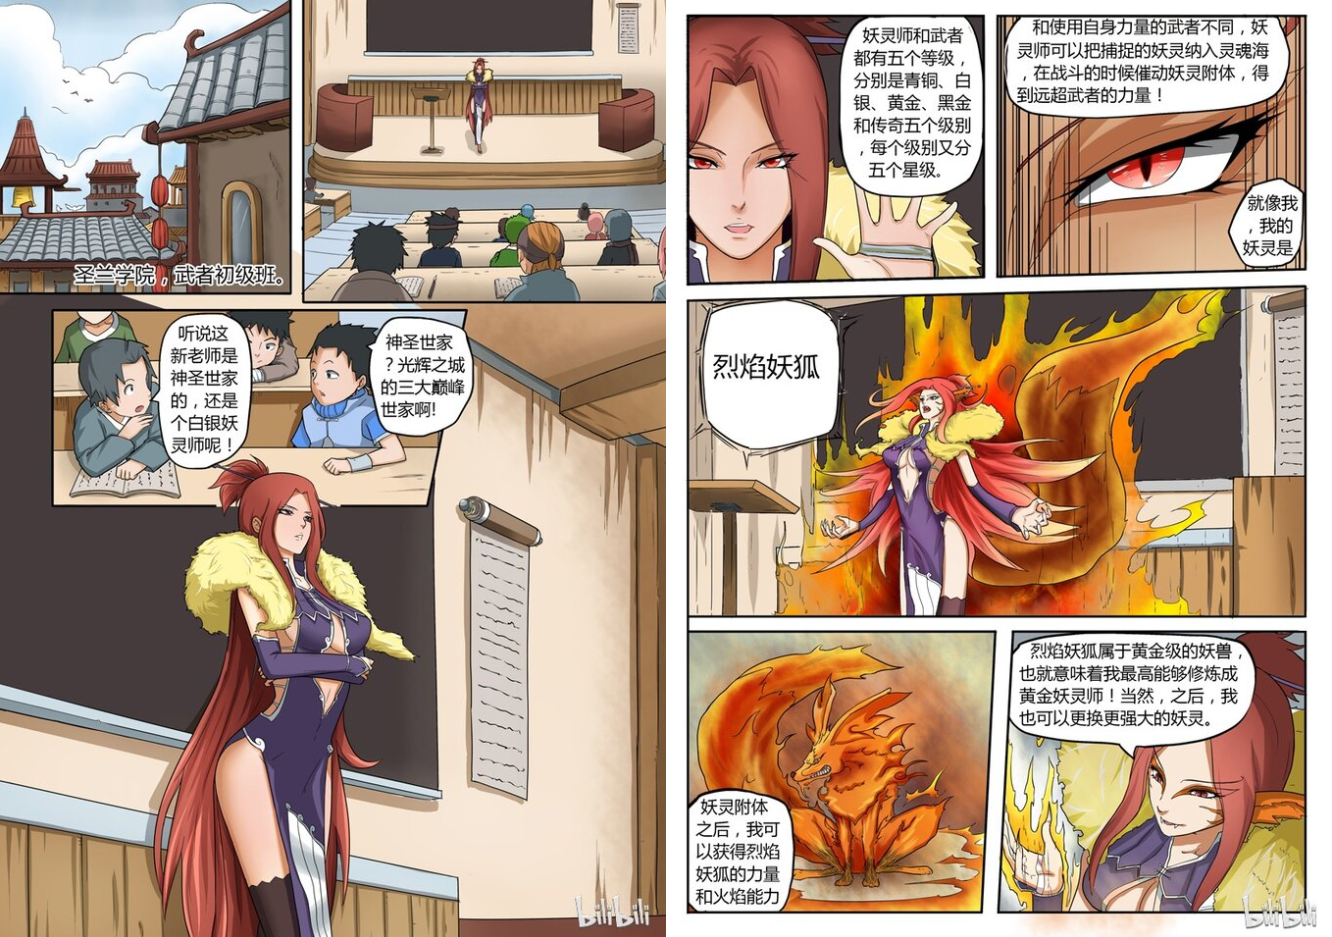 圣兰学院，武者初级班。
听说这
新老师是
神圣世家
的，还是
个白银妖
灵师呢！
神圣世家
？光辉之城
的三大巅峰
世家啊!
bilibili
妖灵师和武者
都有五个等级，
分别是青铜、白
银、黄金、黑金
和传奇五个级别
，每个级别又分
五个星级。
和使用自身力量的武者不同，妖
灵师可以把捕捉的妖灵纳入灵魂海
，在战斗的时候催动妖灵附体，得
到远超武者的力量！
就像我
，我的
妖灵是
烈焰妖狐
妖灵附体
之后，我可
以获得烈焰
妖狐的力量
和火焰能力
烈焰妖狐属于黄金级的妖兽，
也就意味着我最高能够修炼成
黄金妖灵师！当然，之后，我
也可以更换更强大的妖灵。
bilibili